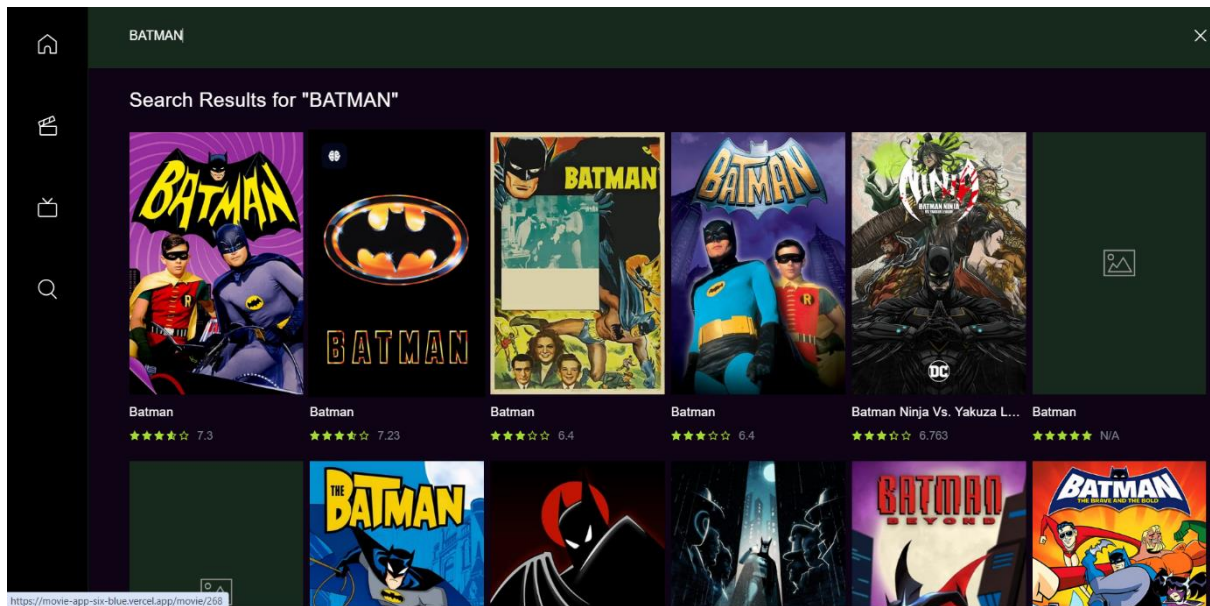 BATMAN
Search Results for "BATMAN"
BATMAN
BATMAN
BATMAN
BATMAN
NINJA
BATMAN NINJA
DC
R
Batman
7.3
Batman
7.23
Batman
6.4
Batman
6.4
Batman Ninja Vs. Yakuza L...
6.763
Batman
N/A
THE
BATMAN
BATMAN
BEYOND
BATMAN
THE BRAVE AND THE BOLD
https://movie-app-six-blue.vercel.app/movie/268